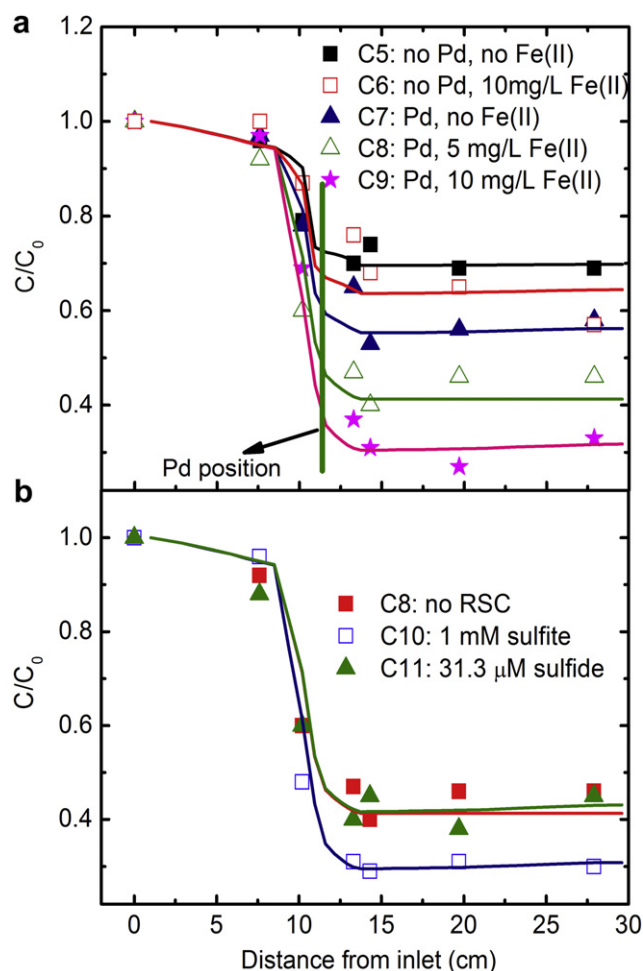 a
1.2
1.0
0.8
0.6
0.4
C/C₀
C5: no Pd, no Fe(II)
C6: no Pd, 10mg/L Fe(II)
C7: Pd, no Fe(II)
C8: Pd, 5 mg/L Fe(II)
C9: Pd, 10 mg/L Fe(II)
Pd position
b
1.0
0.8
0.6
0.4
C/C₀
C8: no RSC
C10: 1 mM sulfite
C11: 31.3 μM sulfide
0 5 10 15 20 25 30
Distance from inlet (cm)